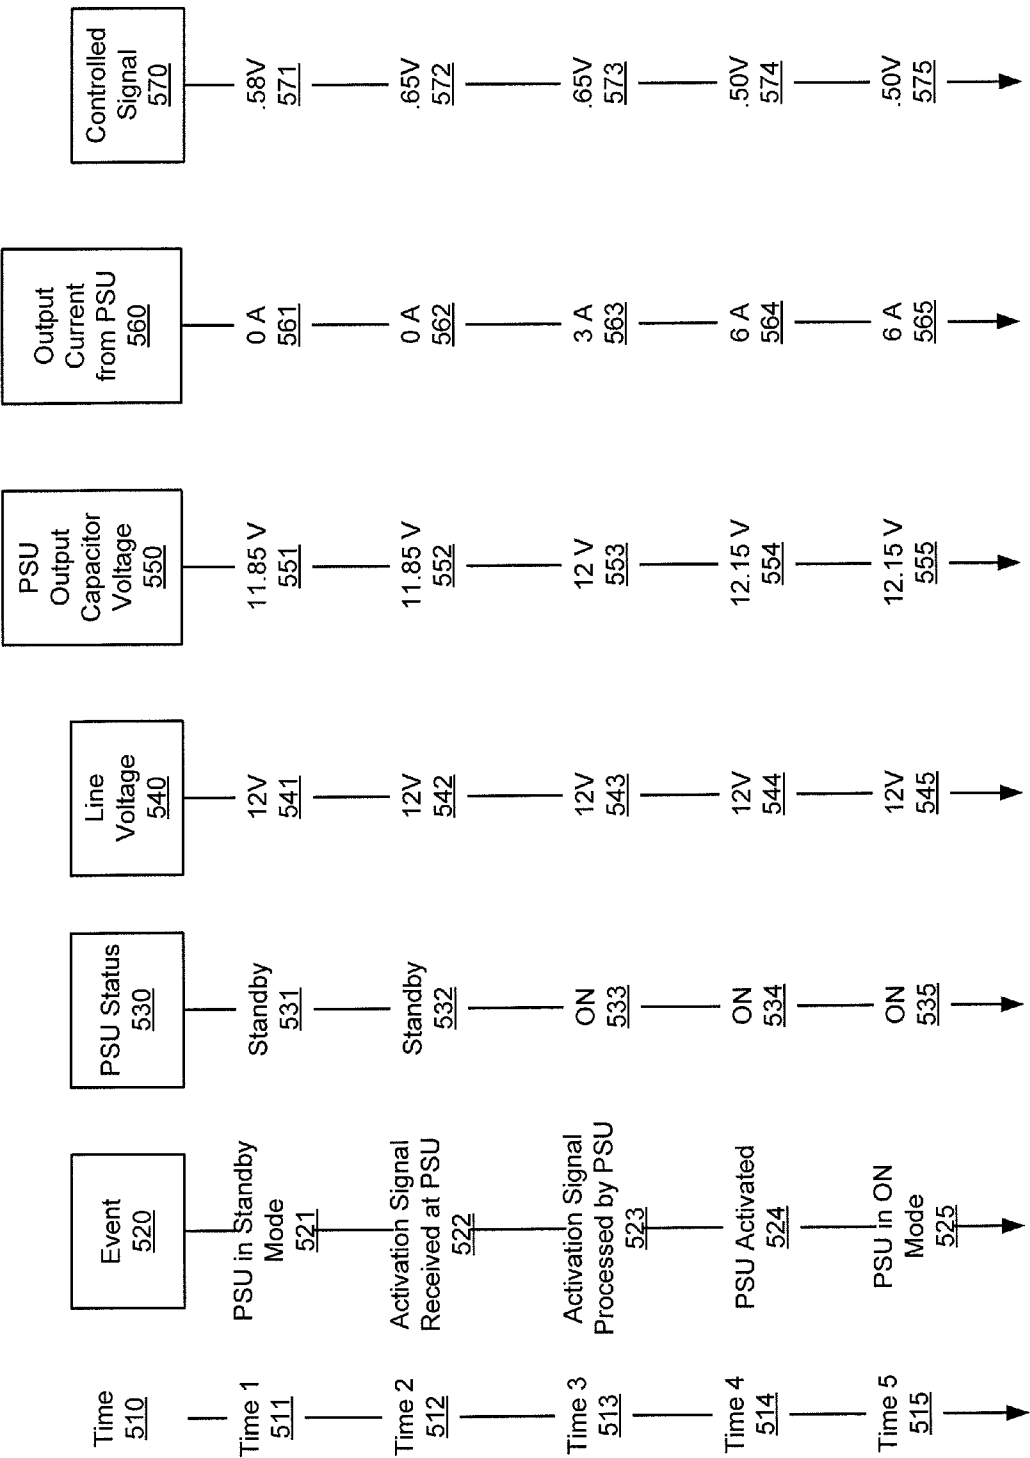 Time
510
Event
520
PSU Status
530
Line
Voltage
540
PSU
Output
Capacitor
Voltage
550
Output
Current
from PSU
560
Controlled
Signal
570
Time 1
511
PSU in Standby
Mode
521
Standby
531
12V
541
11.85 V
551
0 A
561
.58V
571
Time 2
512
Activation Signal
Received at PSU
522
Standby
532
12V
542
11.85 V
552
0 A
562
.65V
572
Time 3
513
Activation Signal
Processed by PSU
523
ON
533
12V
543
12 V
553
3 A
563
.65V
573
Time 4
514
PSU Activated
524
ON
534
12V
544
12.15 V
554
6 A
564
.50V
574
Time 5
515
PSU in ON
Mode
525
ON
535
12V
545
12.15 V
555
6 A
565
.50V
575